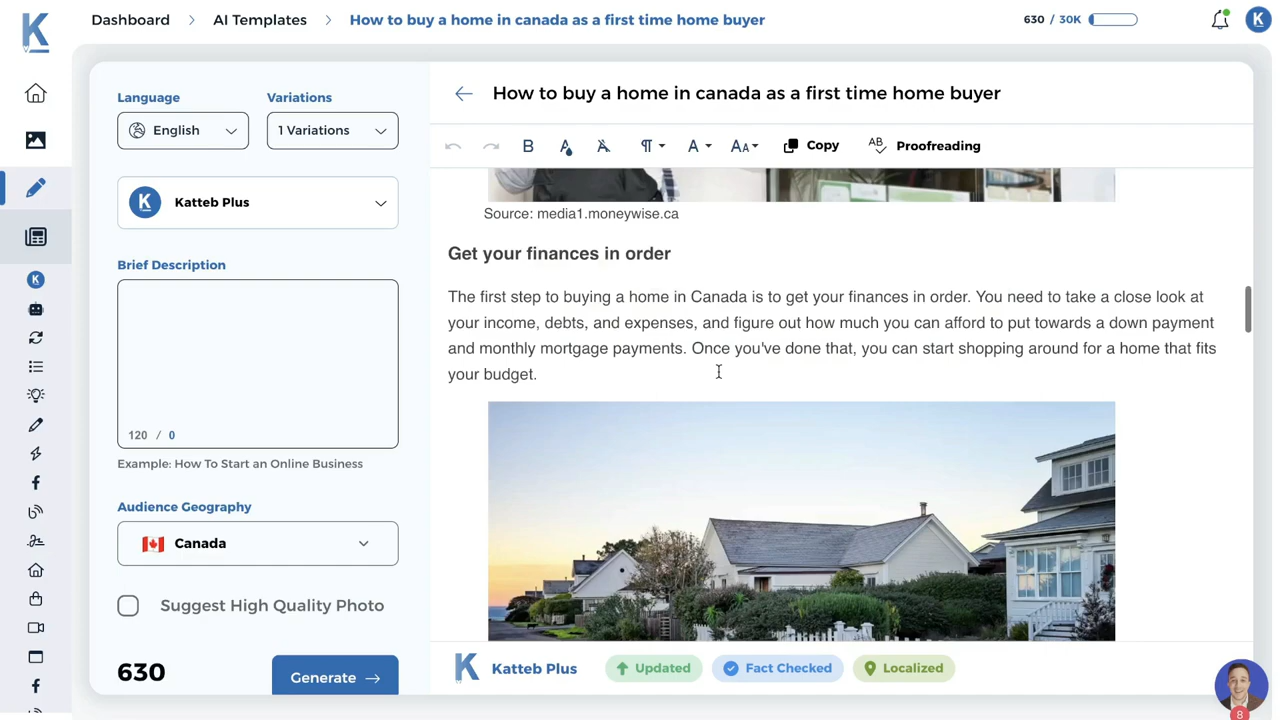 Dashboard
AI Templates
How to buy a home in canada as a first time home buyer
630 / 30K
K
Language
Variations
English
1 Variations
Katteb Plus
Brief Description
120 / 0
Example: How To Start an Online Business
Audience Geography
Canada
Suggest High Quality Photo
630
Generate
How to buy a home in canada as a first time home buyer
B
Copy
Proofreading
Source: media1.moneywise.ca
Get your finances in order
The first step to buying a home in Canada is to get your finances in order. You need to take a close look at
your income, debts, and expenses, and figure out how much you can afford to put towards a down payment
and monthly mortgage payments. Once you've done that, you can start shopping around for a home that fits
your budget.
Katteb Plus
Updated
Fact Checked
Localized
8